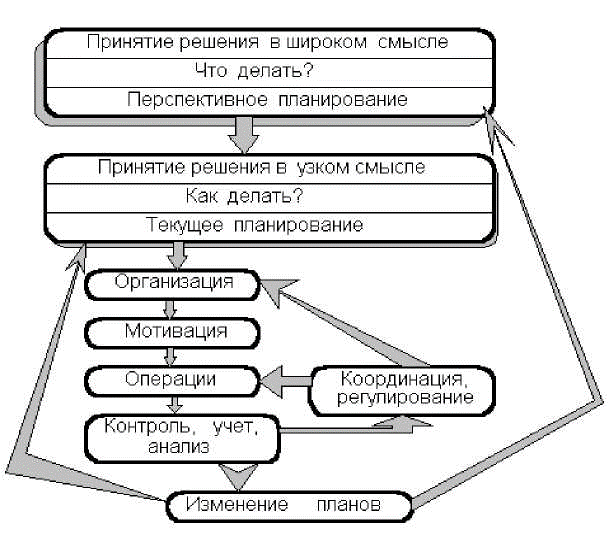 Принятие решения в широком смысле
Что делать?
Перспективное планирование
Принятие решения в узком смысле
Как делать?
Текущее планирование
Организация
Мотивация
Операции
Координация,
регулирование
Контроль, учет,
анализ
Изменение планов